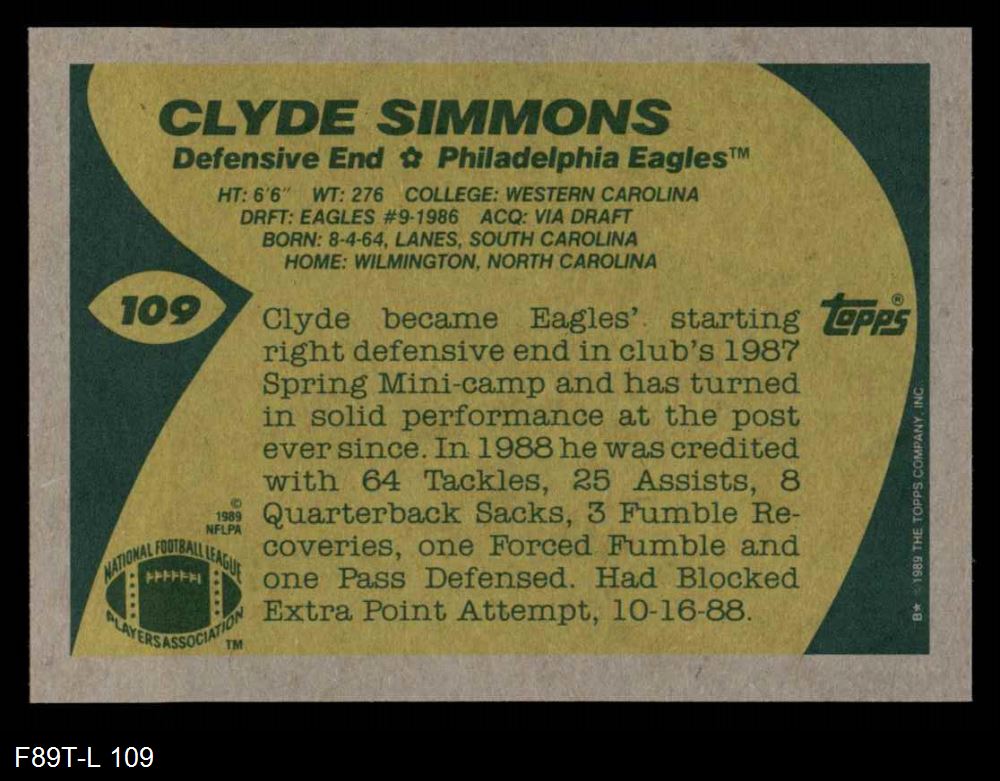 CLYDE SIMMONS
Defensive End ✿ Philadelphia Eagles™
HT: 6'6" WT: 276 COLLEGE: WESTERN CAROLINA
DRFT: EAGLES #9-1986 ACQ: VIA DRAFT
BORN: 8-4-64, LANES, SOUTH CAROLINA
HOME: WILMINGTON, NORTH CAROLINA
109
topps®
Clyde became Eagles' starting
right defensive end in club's 1987
Spring Mini-camp and has turned
in solid performance at the post
ever since. In 1988 he was credited
with 64 Tackles, 25 Assists, 8
Quarterback Sacks, 3 Fumble Re-
coveries, one Forced Fumble and
one Pass Defensed. Had Blocked
Extra Point Attempt, 10-16-88.
©
1989
NFLPA
NATIONAL FOOTBALL LEAGUE
PLAYERS ASSOCIATION
TM
B★ © 1989 THE TOPPS COMPANY, INC.
F89T-L 109